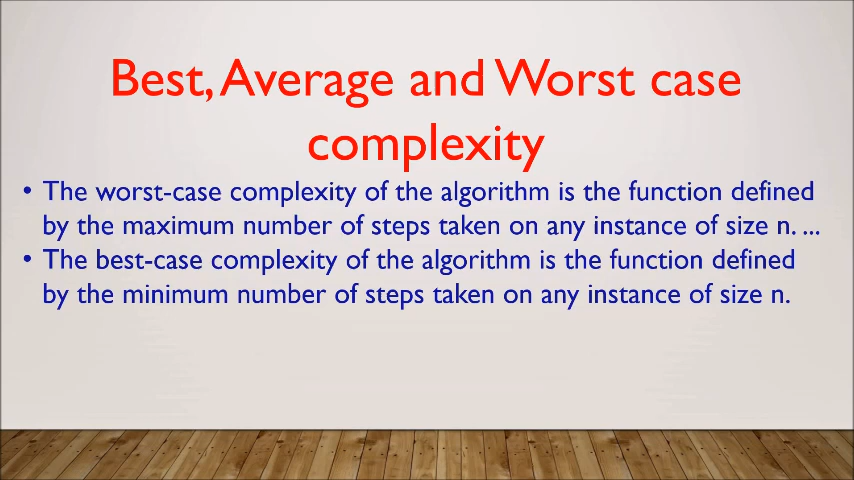 Best, Average and Worst case
complexity
• The worst-case complexity of the algorithm is the function defined
by the maximum number of steps taken on any instance of size n. ...
• The best-case complexity of the algorithm is the function defined
by the minimum number of steps taken on any instance of size n.